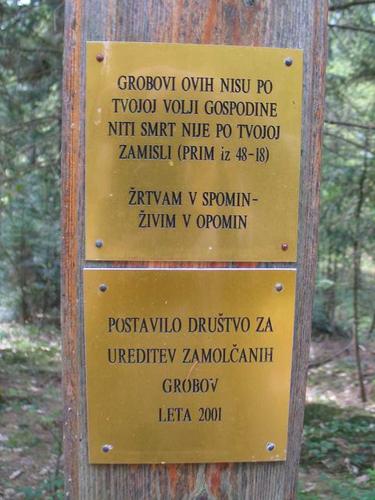 GROBOVI OVIH NISU PO
TVOJOJ VOLJI GOSPODINE
NITI SMRT NIJE PO TVOJOJ
ZAMISLI (PRIM iz 48-18)
ŽRTVAM V SPOMIN-
ŽIVIM V OPOMIN
POSTAVILO DRUŠTVO ZA
UREDITEV ZAMOLČANIH
GROBOV
LETA 2001